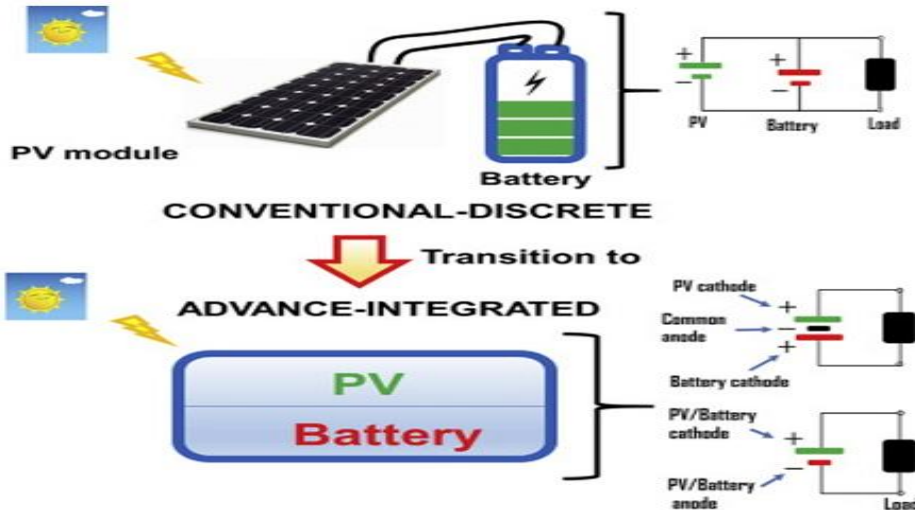 PV module
Battery
+
−
PV
+
−
Battery
Load
CONVENTIONAL-DISCRETE
Transition to
ADVANCE-INTEGRATED
PV
Battery
PV cathode
+
Common
anode
−
+
Battery cathode
PV/Battery
cathode
+
−
PV/Battery
anode
Load